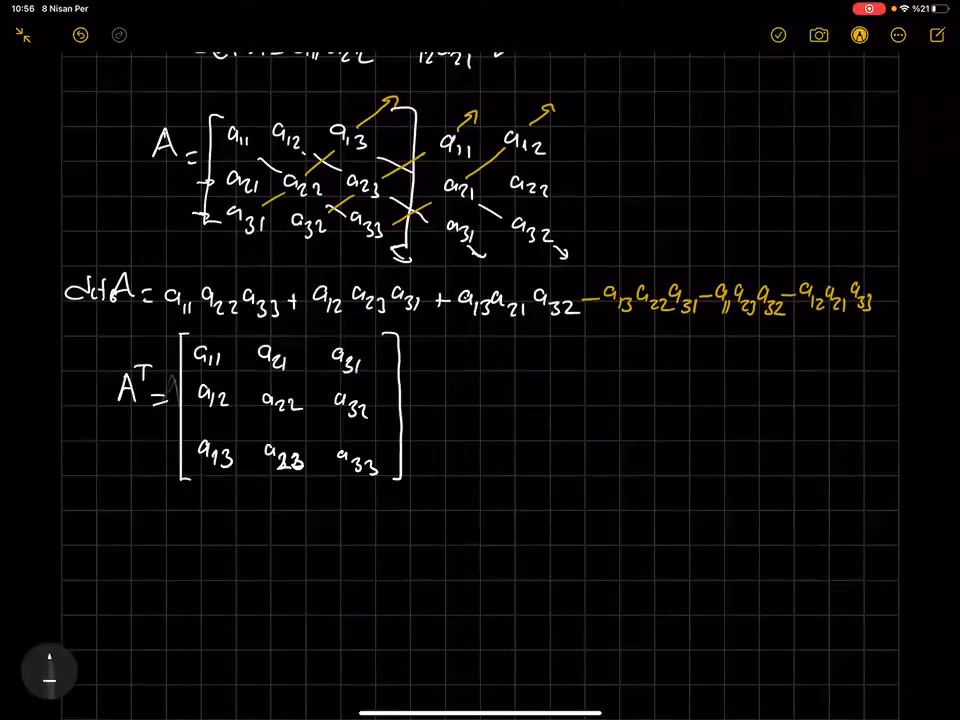 10:56 8 Nisan Per %21
A = [ a11 a12 a13 ] a11 a12
a21 a22 a23 a21 a22
a31 a32 a33 a31 a32
A = a11 a22 a33 + a12 a23 a31 + a13 a21 a32 - a13 a22 a31 - a11 a23 a32 - a12 a21 a33
A^T = [ a11 a21 a31
a12 a22 a32
a13 a23 a33 ]